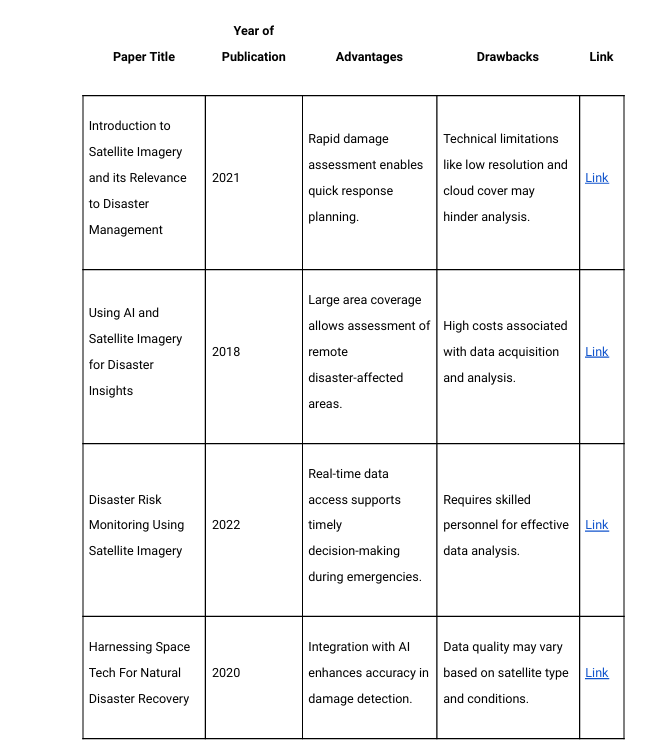 Paper Title
Year of
Publication
Advantages
Drawbacks
Link
Introduction to
Satellite Imagery
and its Relevance
to Disaster
Management
2021
Rapid damage
assessment enables
quick response
planning.
Technical limitations
like low resolution and
cloud cover may
hinder analysis.
Link
Using AI and
Satellite Imagery
for Disaster
Insights
2018
Large area coverage
allows assessment of
remote
disaster-affected
areas.
High costs associated
with data acquisition
and analysis.
Link
Disaster Risk
Monitoring Using
Satellite Imagery
2022
Real-time data
access supports
timely
decision-making
during emergencies.
Requires skilled
personnel for effective
data analysis.
Link
Harnessing Space
Tech For Natural
Disaster Recovery
2020
Integration with AI
enhances accuracy in
damage detection.
Data quality may vary
based on satellite type
and conditions.
Link